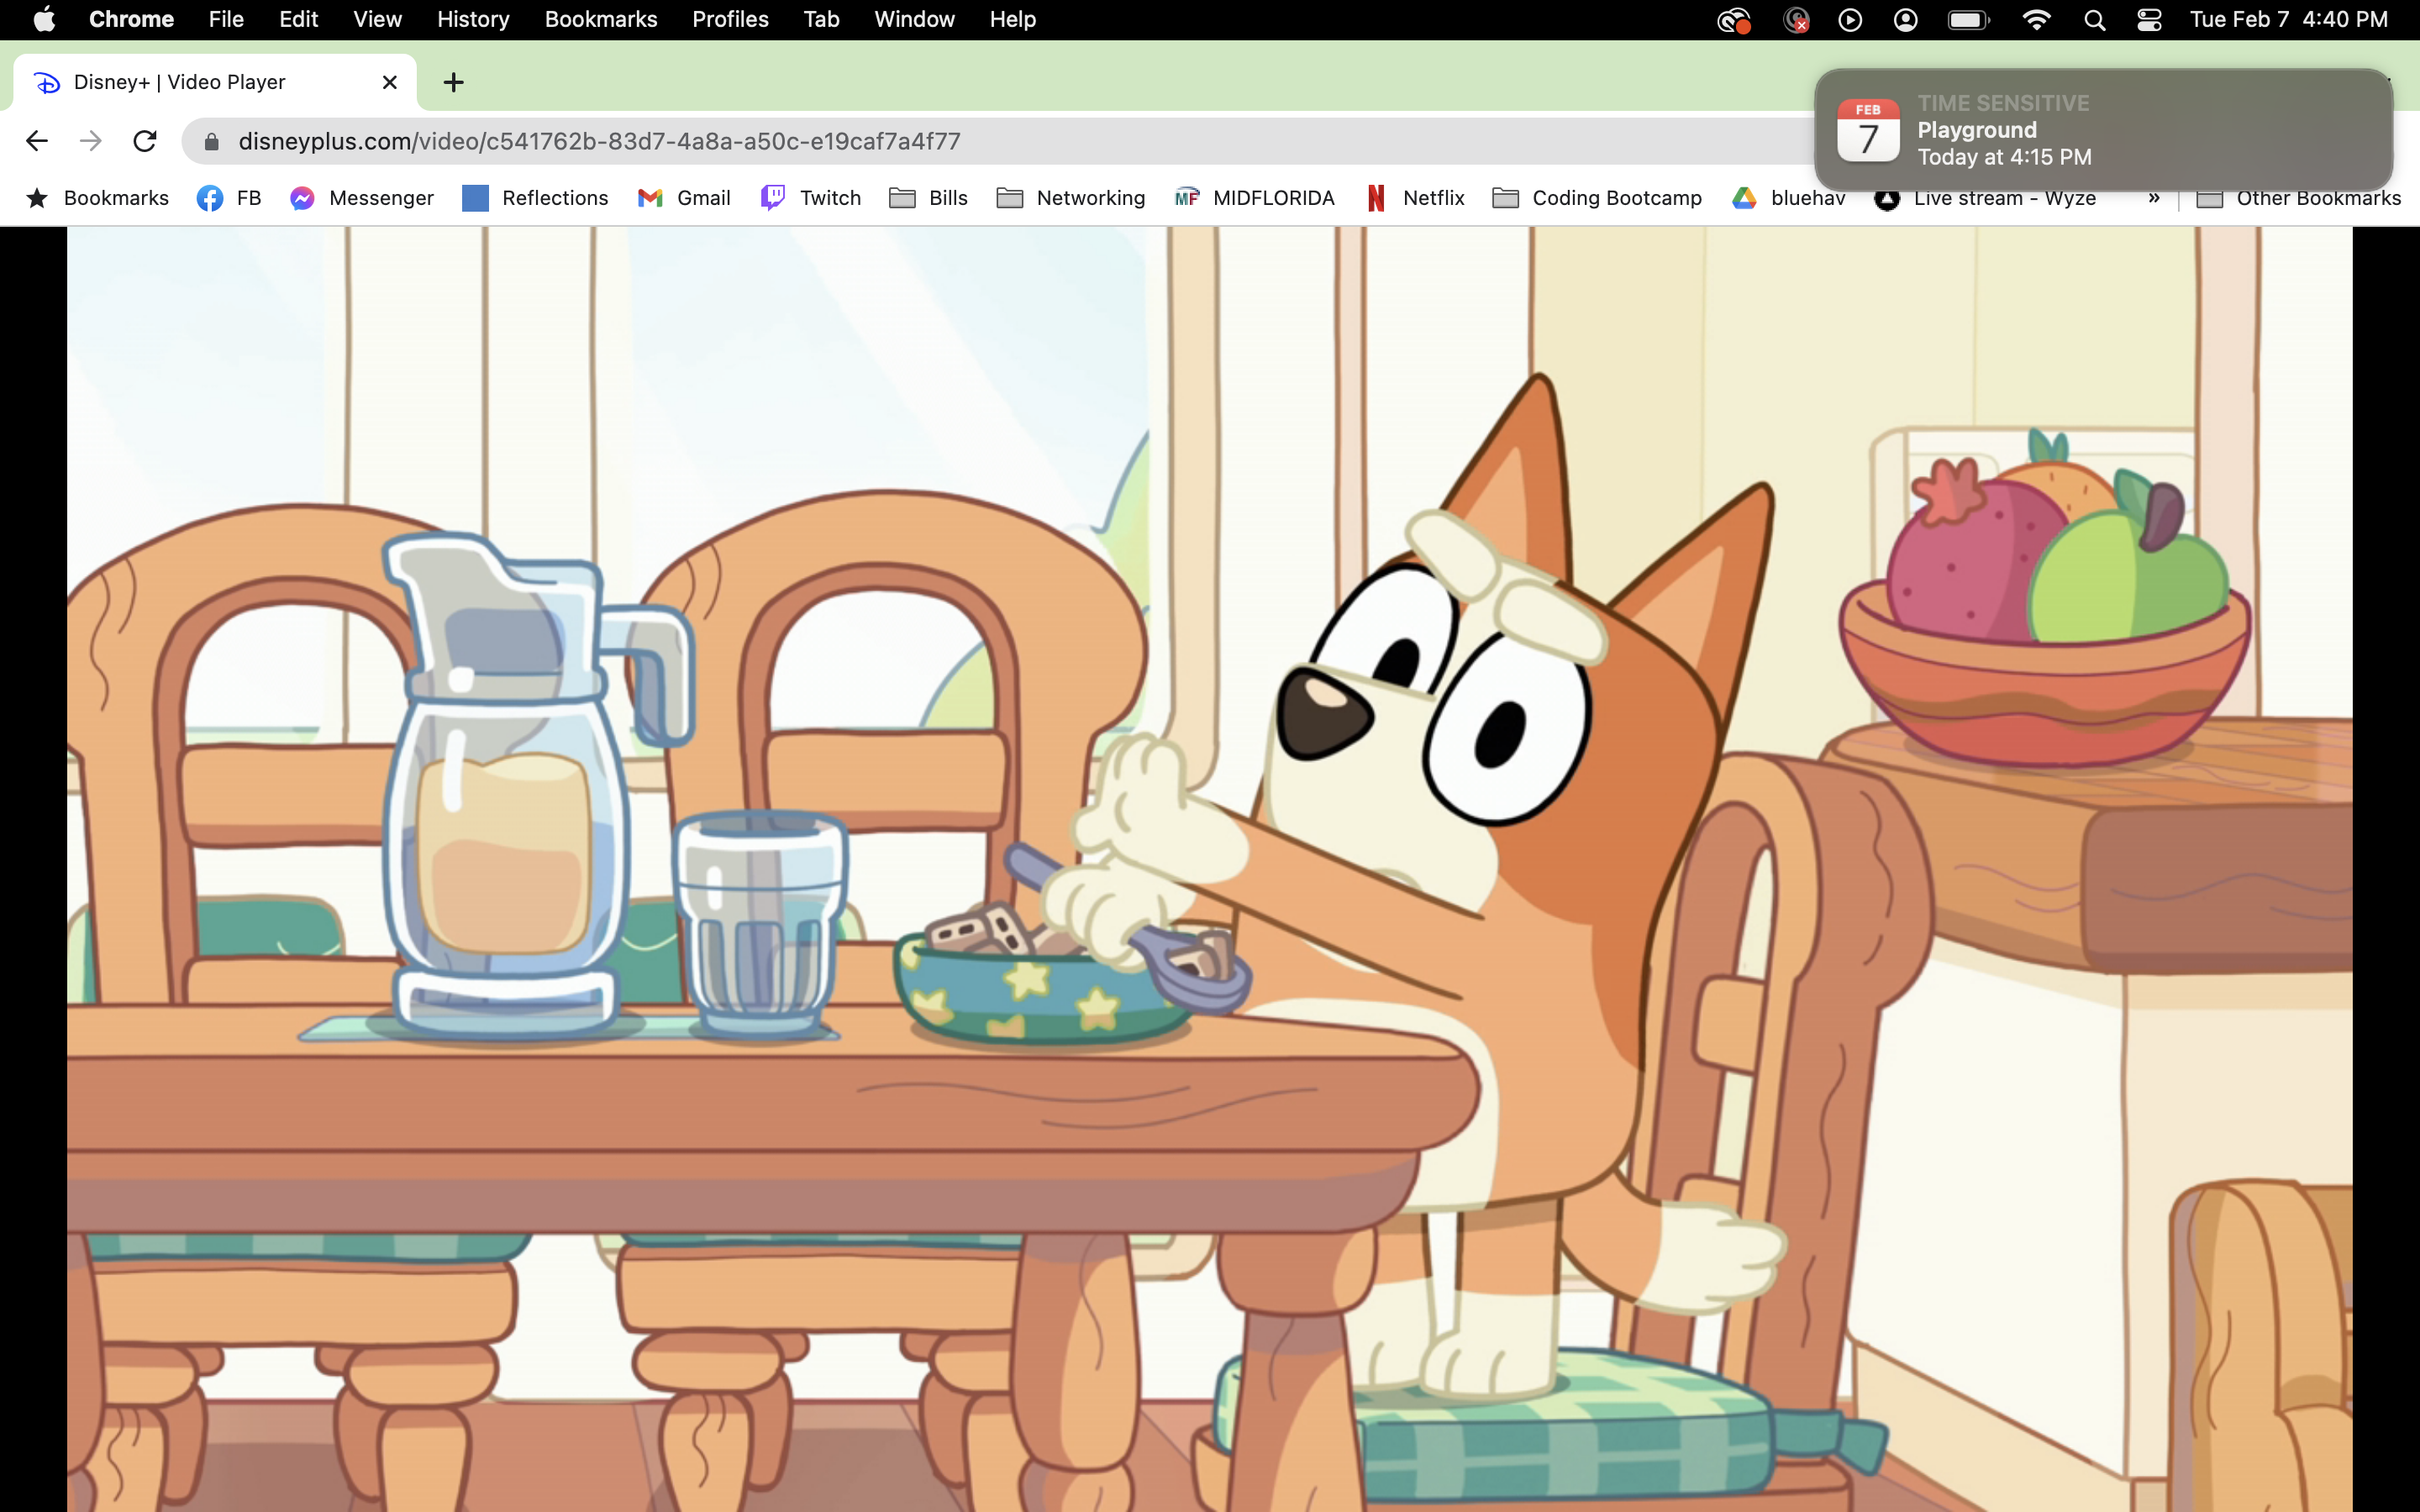 Chrome File Edit View History Bookmarks Profiles Tab Window Help Tue Feb 7 4:40 PM
Disney+ | Video Player
disneyplus.com/video/c541762b-83d7-4a8a-a50c-e19caf7a4f77
FEB
7
TIME SENSITIVE
Playground
Today at 4:15 PM
Bookmarks FB Messenger Reflections Gmail Twitch Bills Networking MF MIDFLORIDA Netflix Coding Bootcamp bluehav Live stream - Wyze » Other Bookmarks